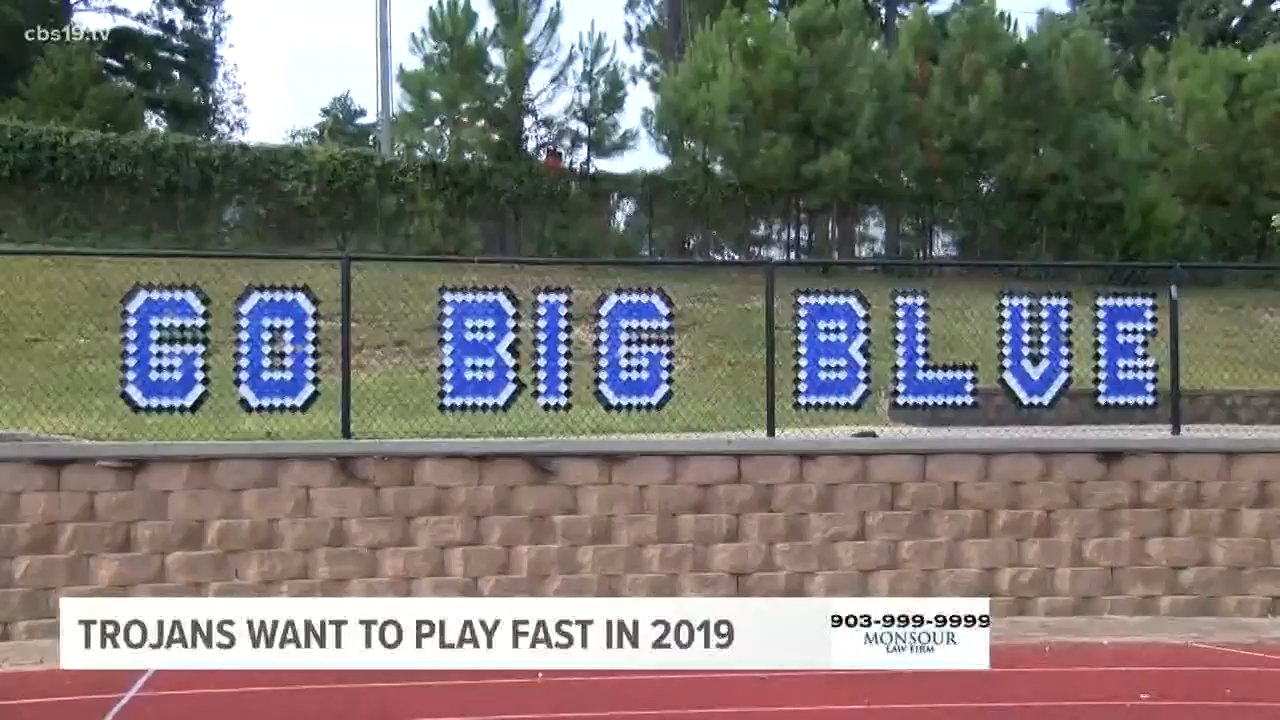 cbs19.tv
GO BIG BLUE
TROJANS WANT TO PLAY FAST IN 2019
903-999-9999
MONSOUR
LAW FIRM